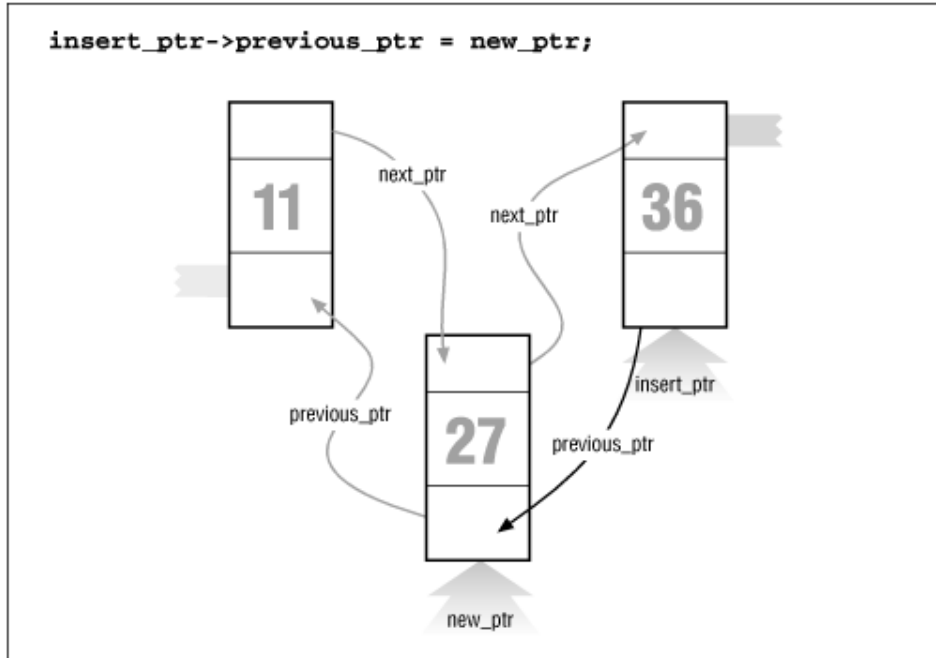 insert_ptr->previous_ptr = new_ptr;
next_ptr
11
next_ptr
36
insert_ptr
previous_ptr
27
previous_ptr
new_ptr